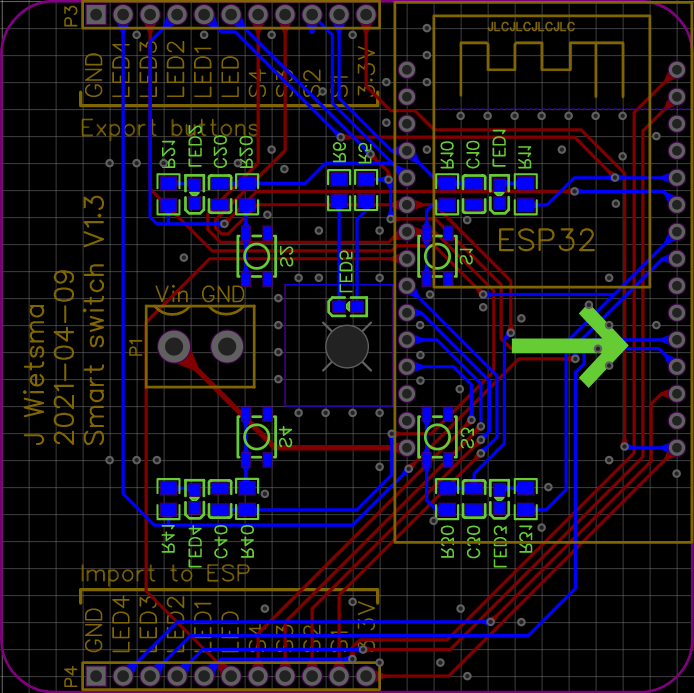 P3
GND
LED4
LED3
LED2
LED1
LED
S4
S3
S2
S1
3.3V
JLCJLCJLCJLC
Export buttons
R21
LED2
C20
R20
R6
R5
R10
C10
LED1
R11
S2
S1
ESP32
LED5
Vin GND
P1
J Wietsma
2021-04-09
Smart switch V1.3
S4
S3
R41
LED4
C40
R40
R30
C30
LED3
R31
Import to ESP
GND
LED4
LED3
LED2
LED1
LED
S4
S3
S2
S1
3.3V
P4